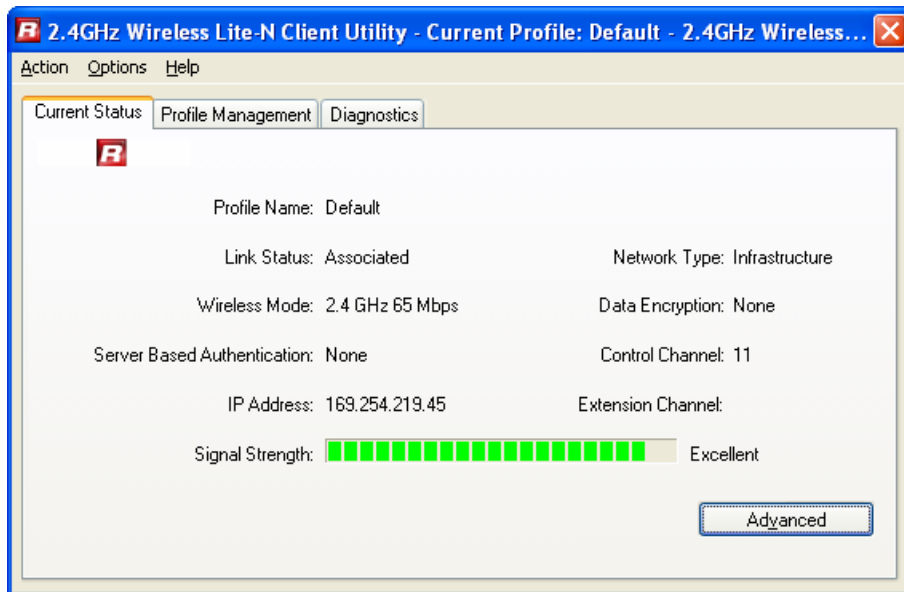 R 2.4GHz Wireless Lite-N Client Utility - Current Profile: Default - 2.4GHz Wireless...
Action Options Help
Current Status Profile Management Diagnostics
R
Profile Name: Default
Link Status: Associated Network Type: Infrastructure
Wireless Mode: 2.4 GHz 65 Mbps Data Encryption: None
Server Based Authentication: None Control Channel: 11
IP Address: 169.254.219.45 Extension Channel:
Signal Strength: Excellent
Advanced